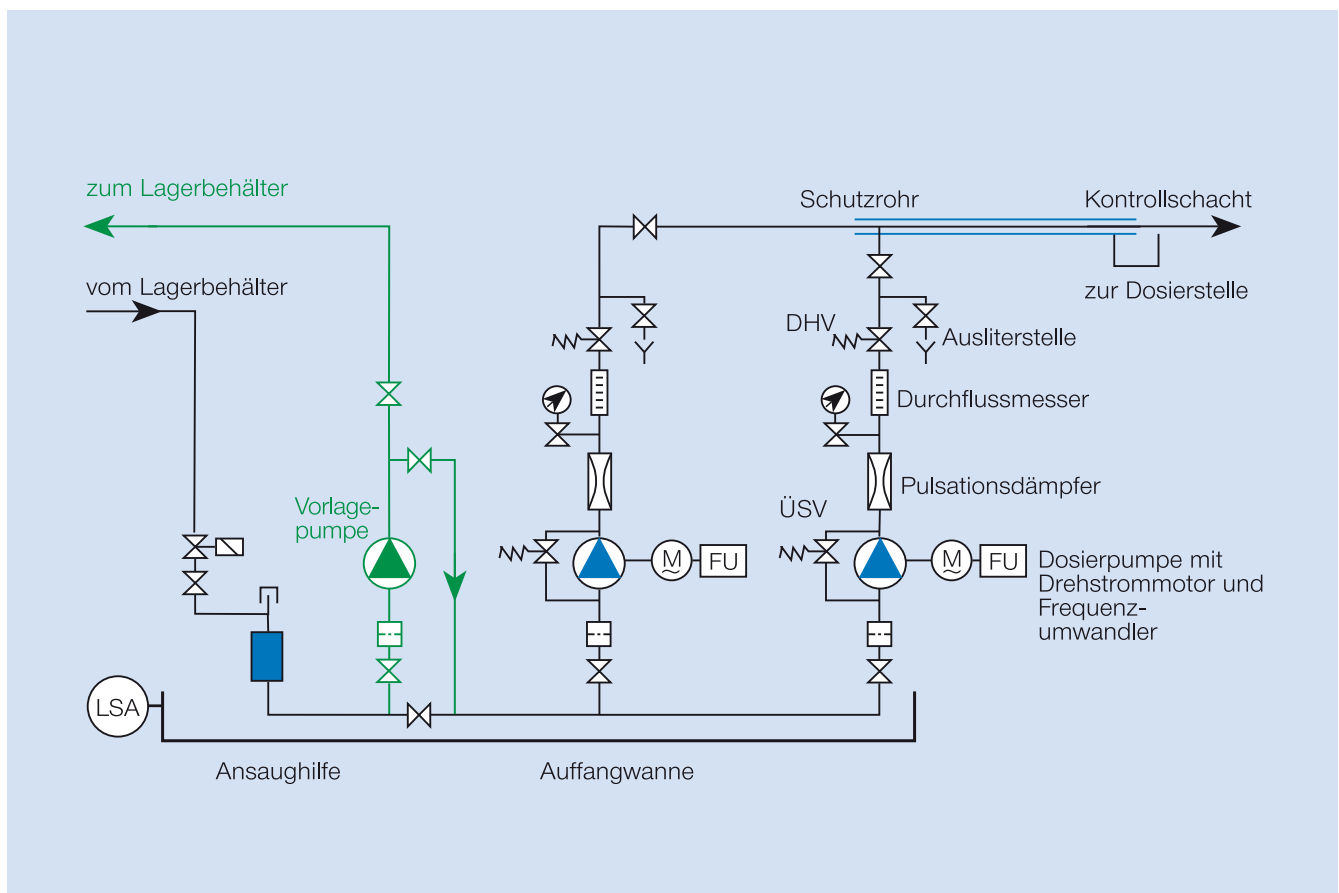 zum Lagerbehälter
Schutzrohr
Kontrollschacht
vom Lagerbehälter
zur Dosierstelle
DHV
Ausliterstelle
Durchflussmesser
Pulsationsdämpfer
Vorlage-
pumpe
ÜSV
M
~
FU
M
~
FU
Dosierpumpe mit
Drehstrommotor und
Frequenz-
umwandler
LSA
Ansaughilfe
Auffangwanne